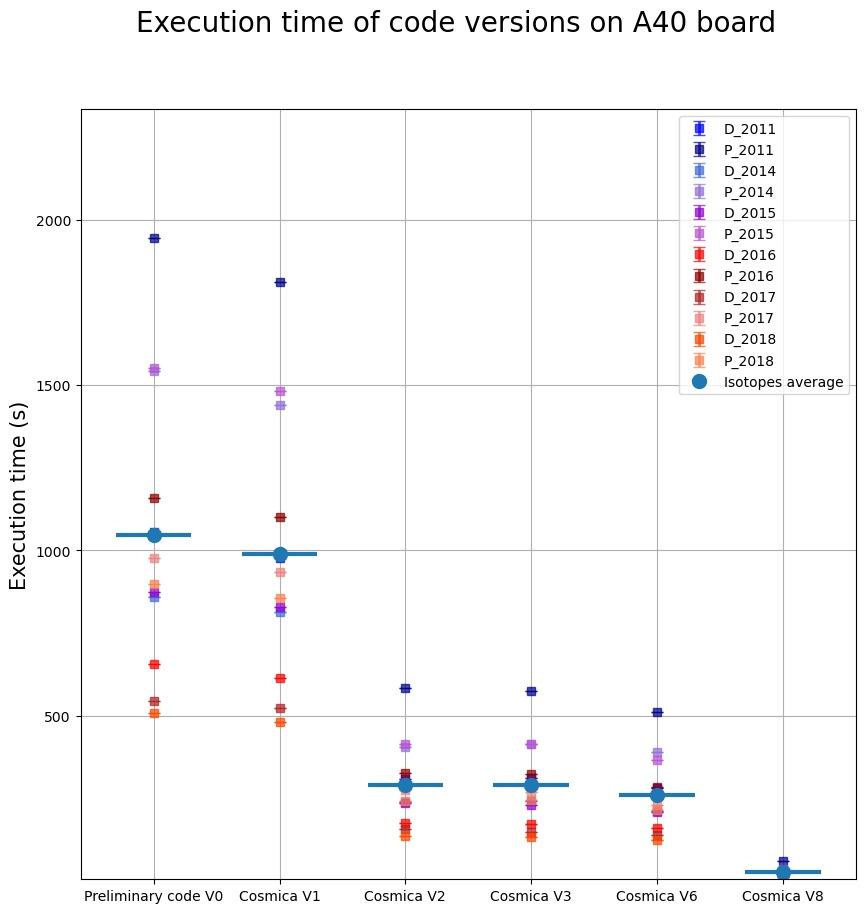 Execution time of code versions on A40 board
Execution time (s)
2000
1500
1000
500
D_2011
P_2011
D_2014
P_2014
D_2015
P_2015
D_2016
P_2016
D_2017
P_2017
D_2018
P_2018
Isotopes average
Preliminary code V0
Cosmica V1
Cosmica V2
Cosmica V3
Cosmica V6
Cosmica V8